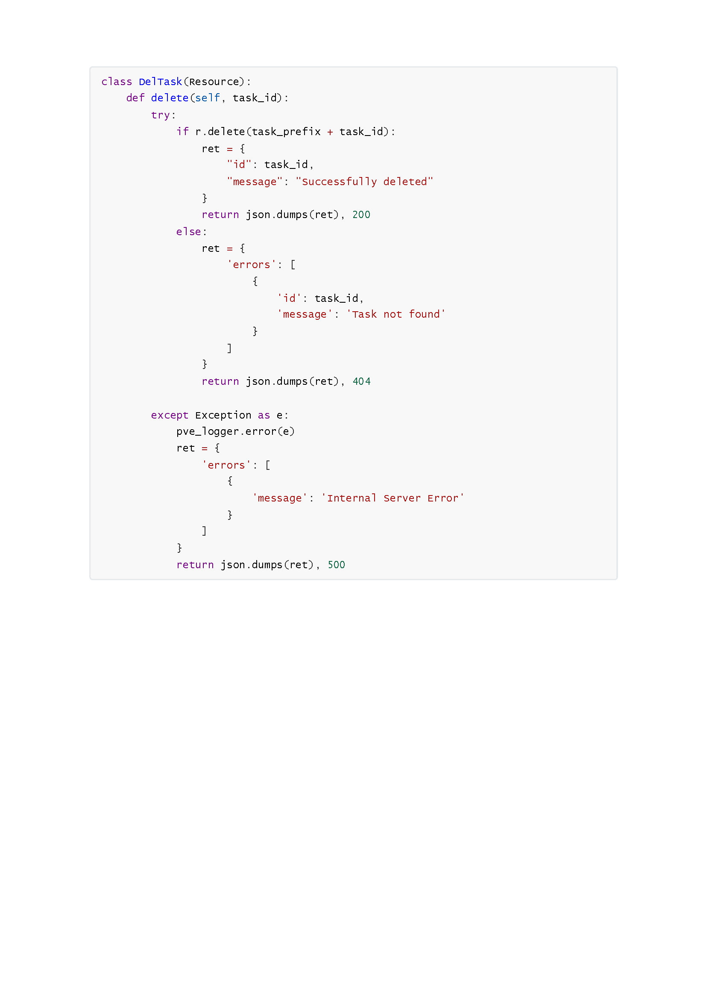 class DelTask(Resource):
    def delete(self, task_id):
        try:
            if r.delete(task_prefix + task_id):
                ret = {
                    "id": task_id,
                    "message": "Successfully deleted"
                }
                return json.dumps(ret), 200
            else:
                ret = {
                    'errors': [
                        {
                            'id': task_id,
                            'message': 'Task not found'
                        }
                    ]
                }
                return json.dumps(ret), 404

        except Exception as e:
            pve_logger.error(e)
            ret = {
                'errors': [
                    {
                        'message': 'Internal Server Error'
                    }
                ]
            }
            return json.dumps(ret), 500